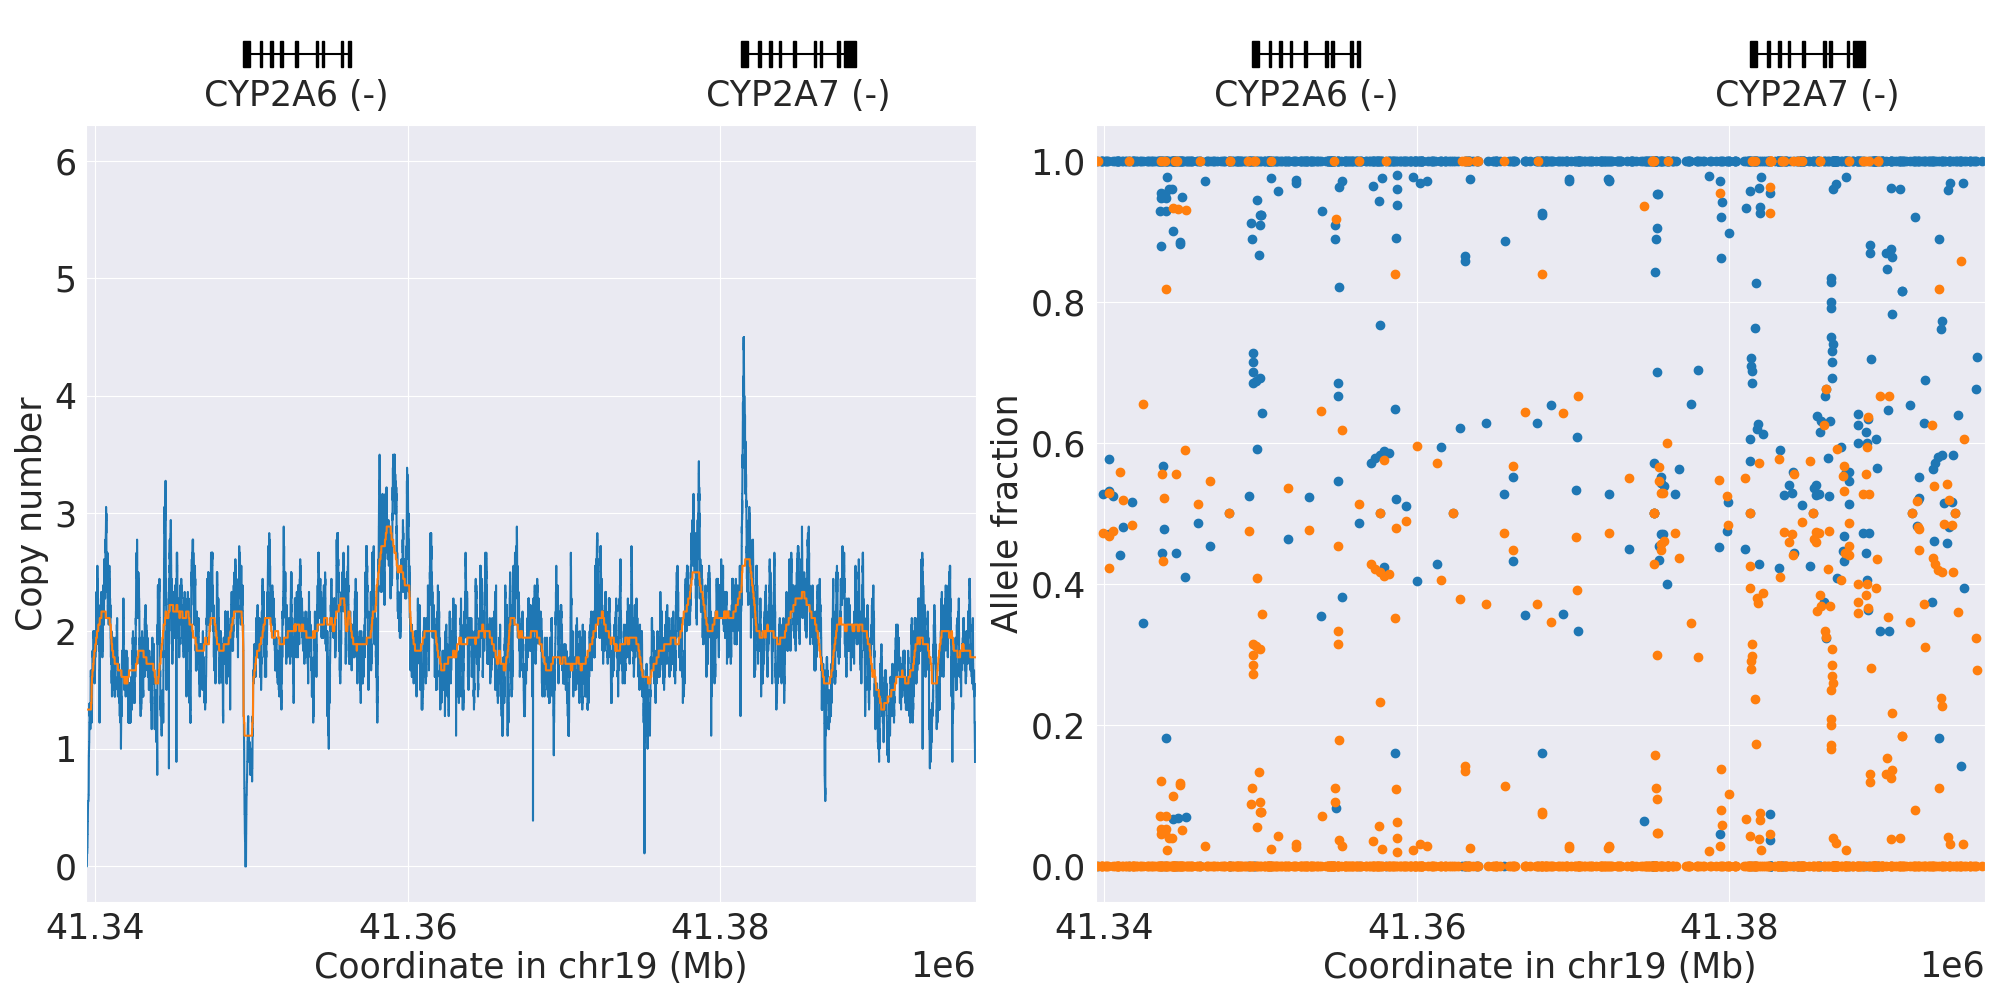 CYP2A6 (-)
CYP2A7 (-)
6
5
4
3
2
1
0
Copy number
41.34
41.36
41.38
Coordinate in chr19 (Mb)
1e6
CYP2A6 (-)
CYP2A7 (-)
1.0
0.8
0.6
0.4
0.2
0.0
Allele fraction
41.34
41.36
41.38
Coordinate in chr19 (Mb)
1e6